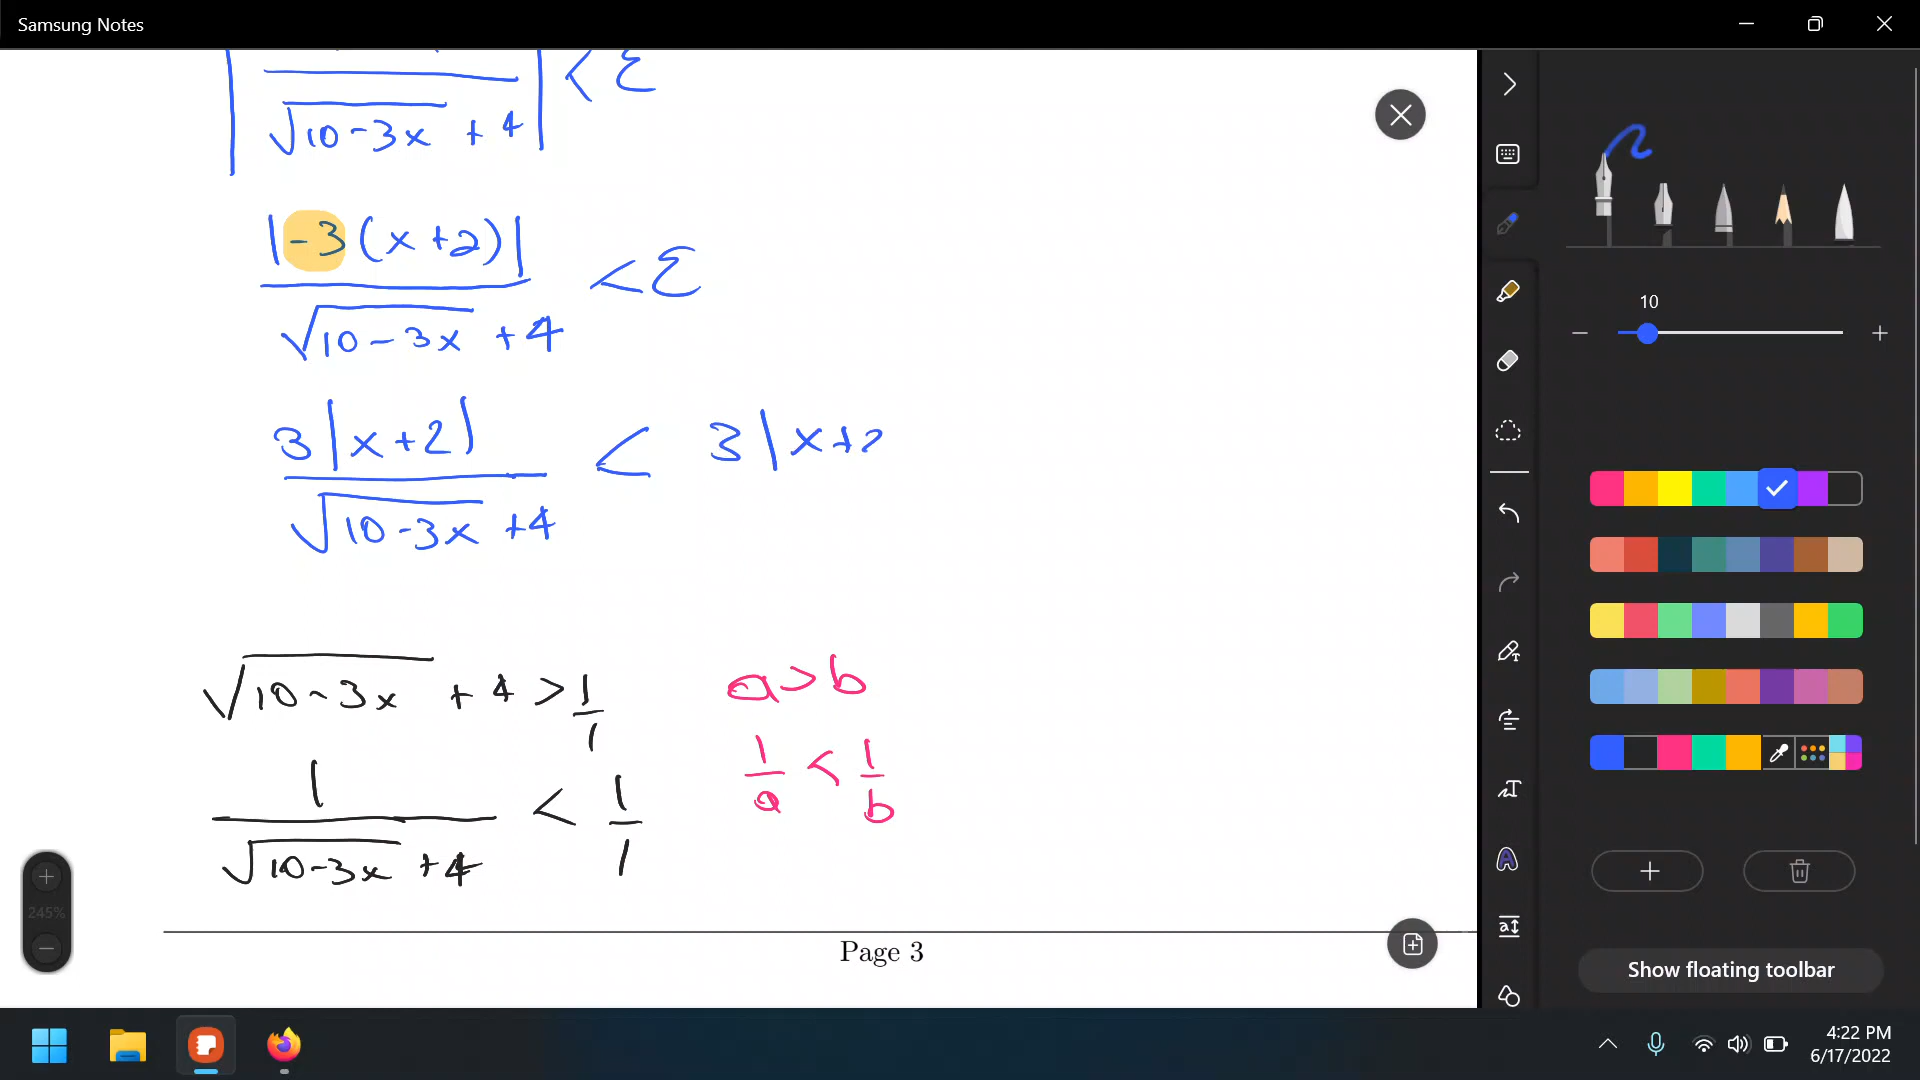 Samsung Notes
√10-3x + 4 | < ε
|-3(x+2)| / √10-3x + 4 < ε
3|x+2| / √10-3x + 4 < 3|x+2
√10-3x + 4 > 1/1
a > b
1/√10-3x + 4 < 1/1
1/a < 1/b
Page 3
245%
10
Show floating toolbar
4:22 PM
6/17/2022